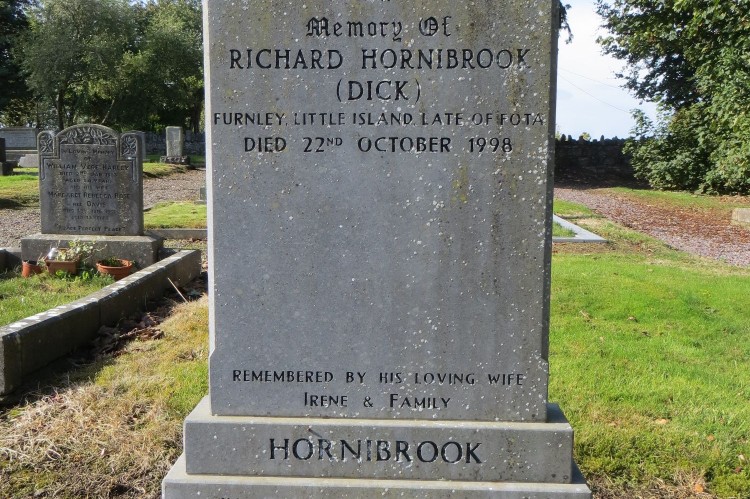 Memory Of
RICHARD HORNIBROOK
(DICK)
FURNLEY, LITTLE ISLAND, LATE OF FOTA
DIED 22ND OCTOBER 1998
REMEMBERED BY HIS LOVING WIFE
IRENE & FAMILY
HORNIBROOK